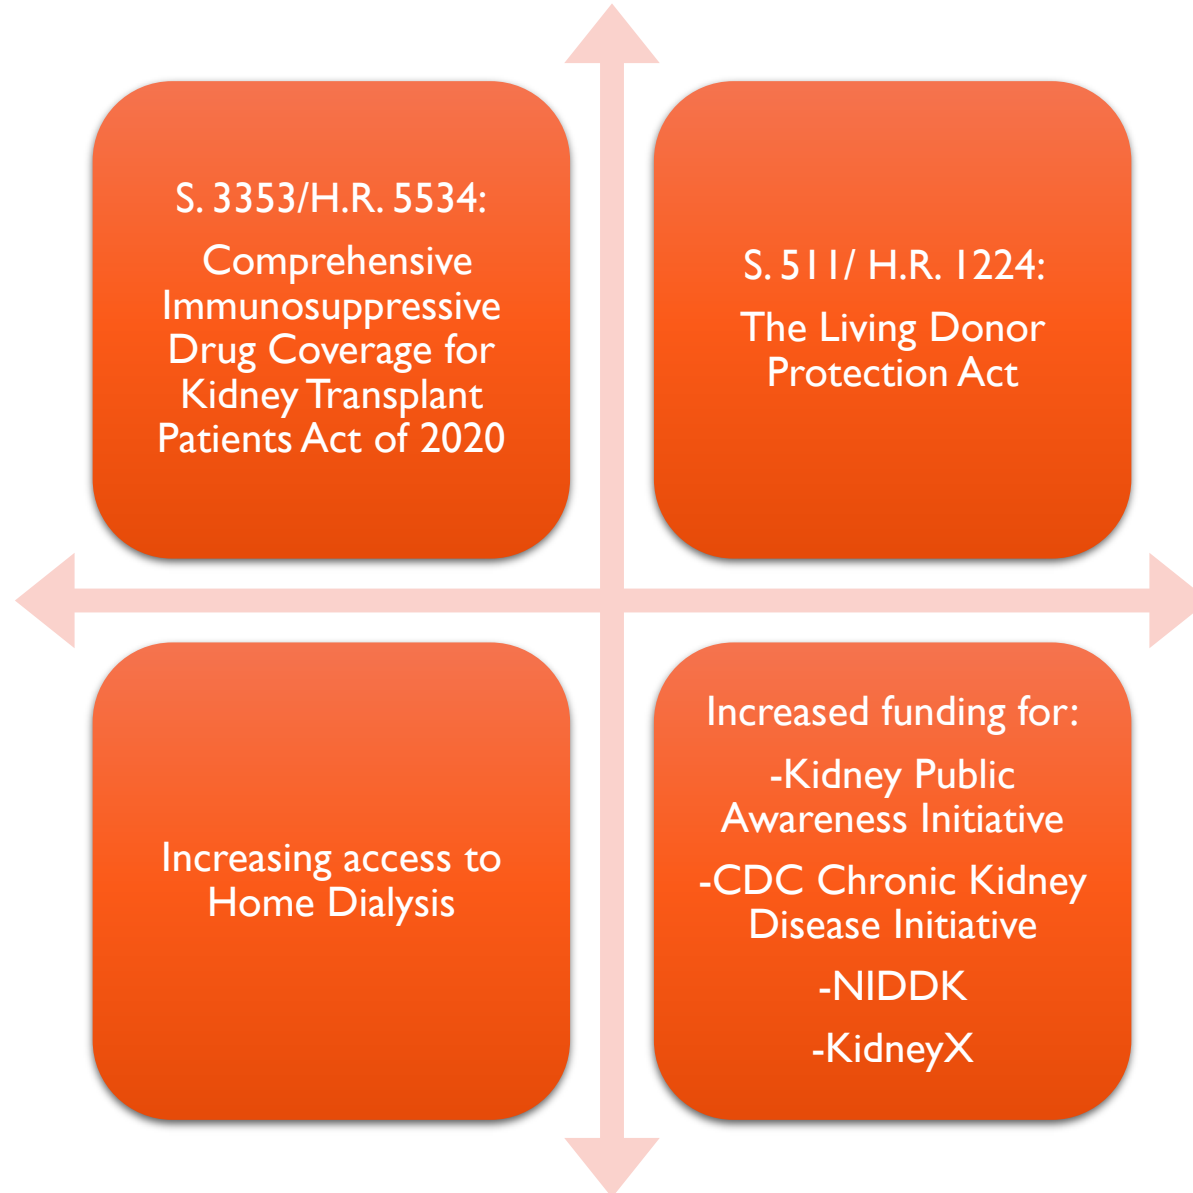 S. 3353/H.R. 5534:
Comprehensive
Immunosuppressive
Drug Coverage for
Kidney Transplant
Patients Act of 2020
S. 511/ H.R. 1224:
The Living Donor
Protection Act
Increasing access to
Home Dialysis
Increased funding for:
-Kidney Public
Awareness Initiative
-CDC Chronic Kidney
Disease Initiative
-NIDDK
-KidneyX